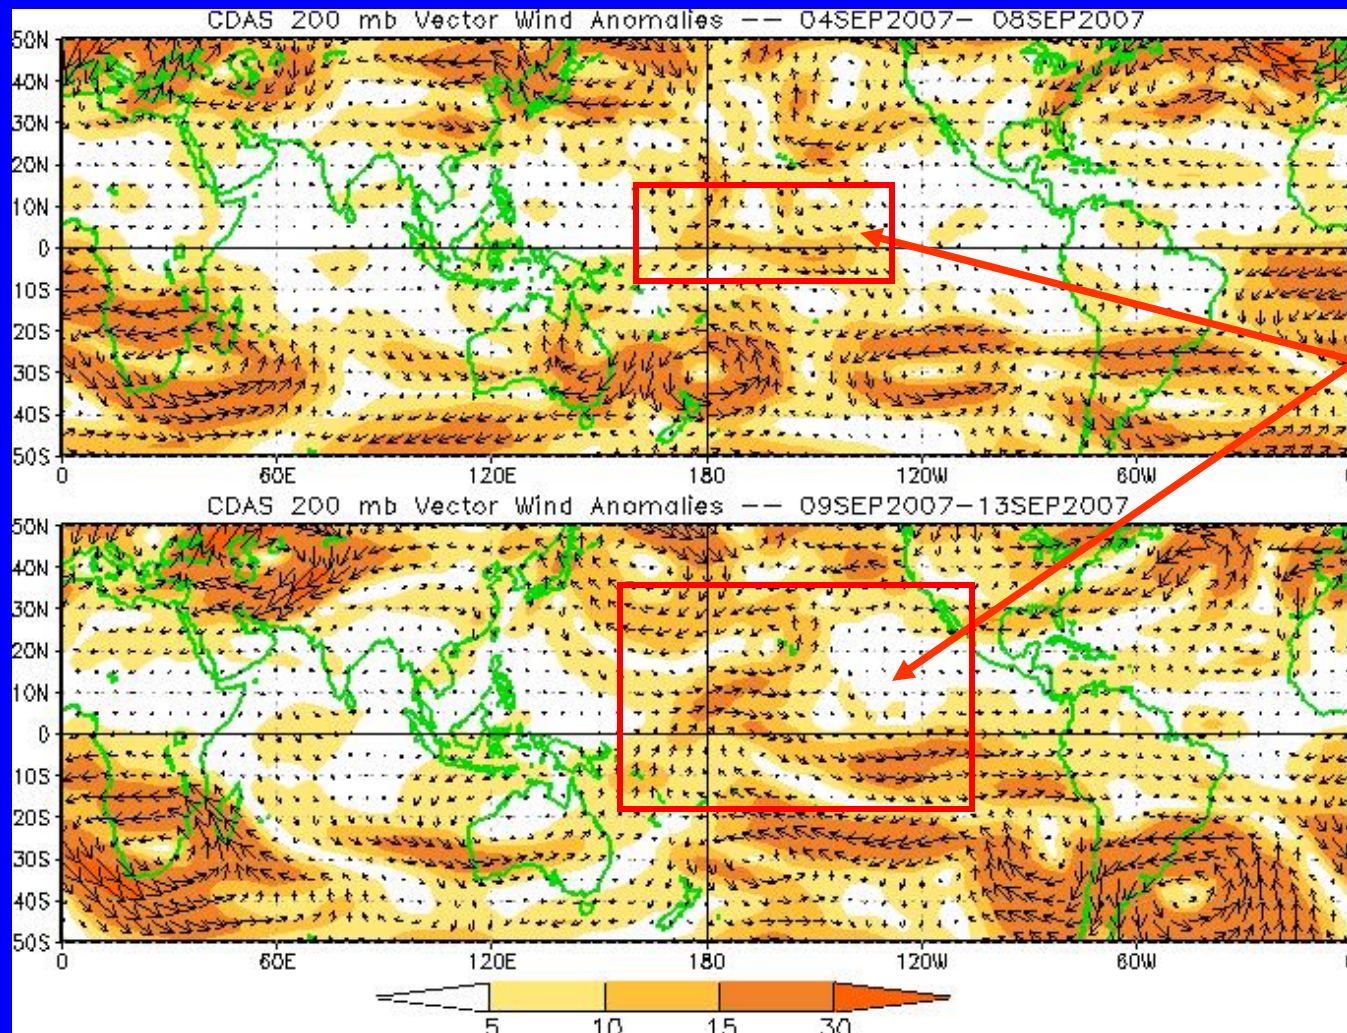 CDAS 200 mb Vector Wind Anomalies -- 04SEP2007- 08SEP2007
50N
40N
30N
20N
10N
0
10S
20S
30S
40S
50S
0 60E 120E 180 120W 60W
CDAS 200 mb Vector Wind Anomalies -- 09SEP2007-13SEP2007
50N
40N
30N
20N
10N
0
10S
20S
30S
40S
50S
0 60E 120E 180 120W 60W
5 10 15 30